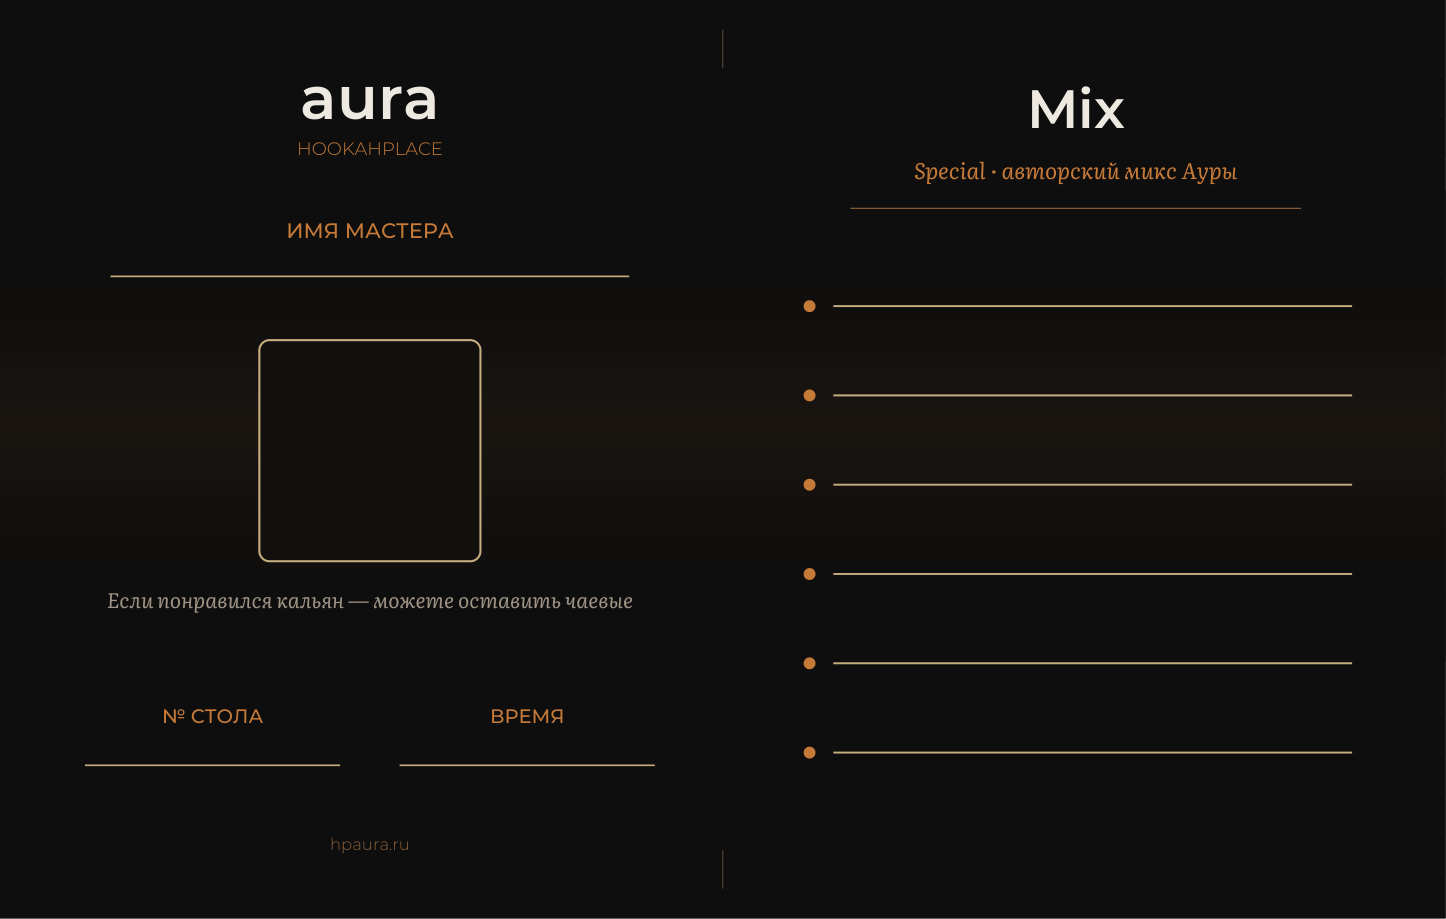 aura
HOOKAHPLACE
ИМЯ МАСТЕРА
Если понравился кальян — можете оставить чаевые
№ СТОЛА
ВРЕМЯ
hpaura.ru
Mix
Special · авторский микс Ауры